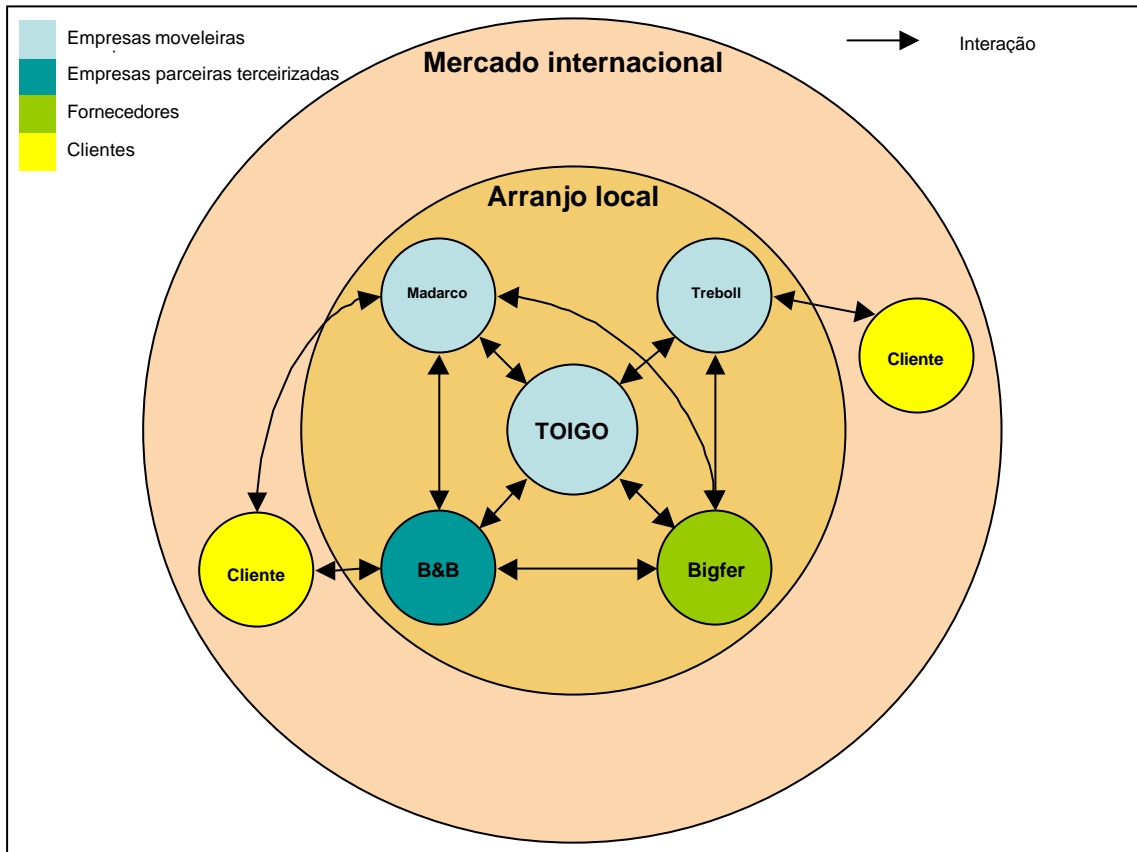 Empresas moveleiras
Empresas parceiras terceirizadas
Fornecedores
Clientes
Interação
Mercado internacional
Arranjo local
Madarco
Treboll
Cliente
TOIGO
Cliente
B&B
Bigfer